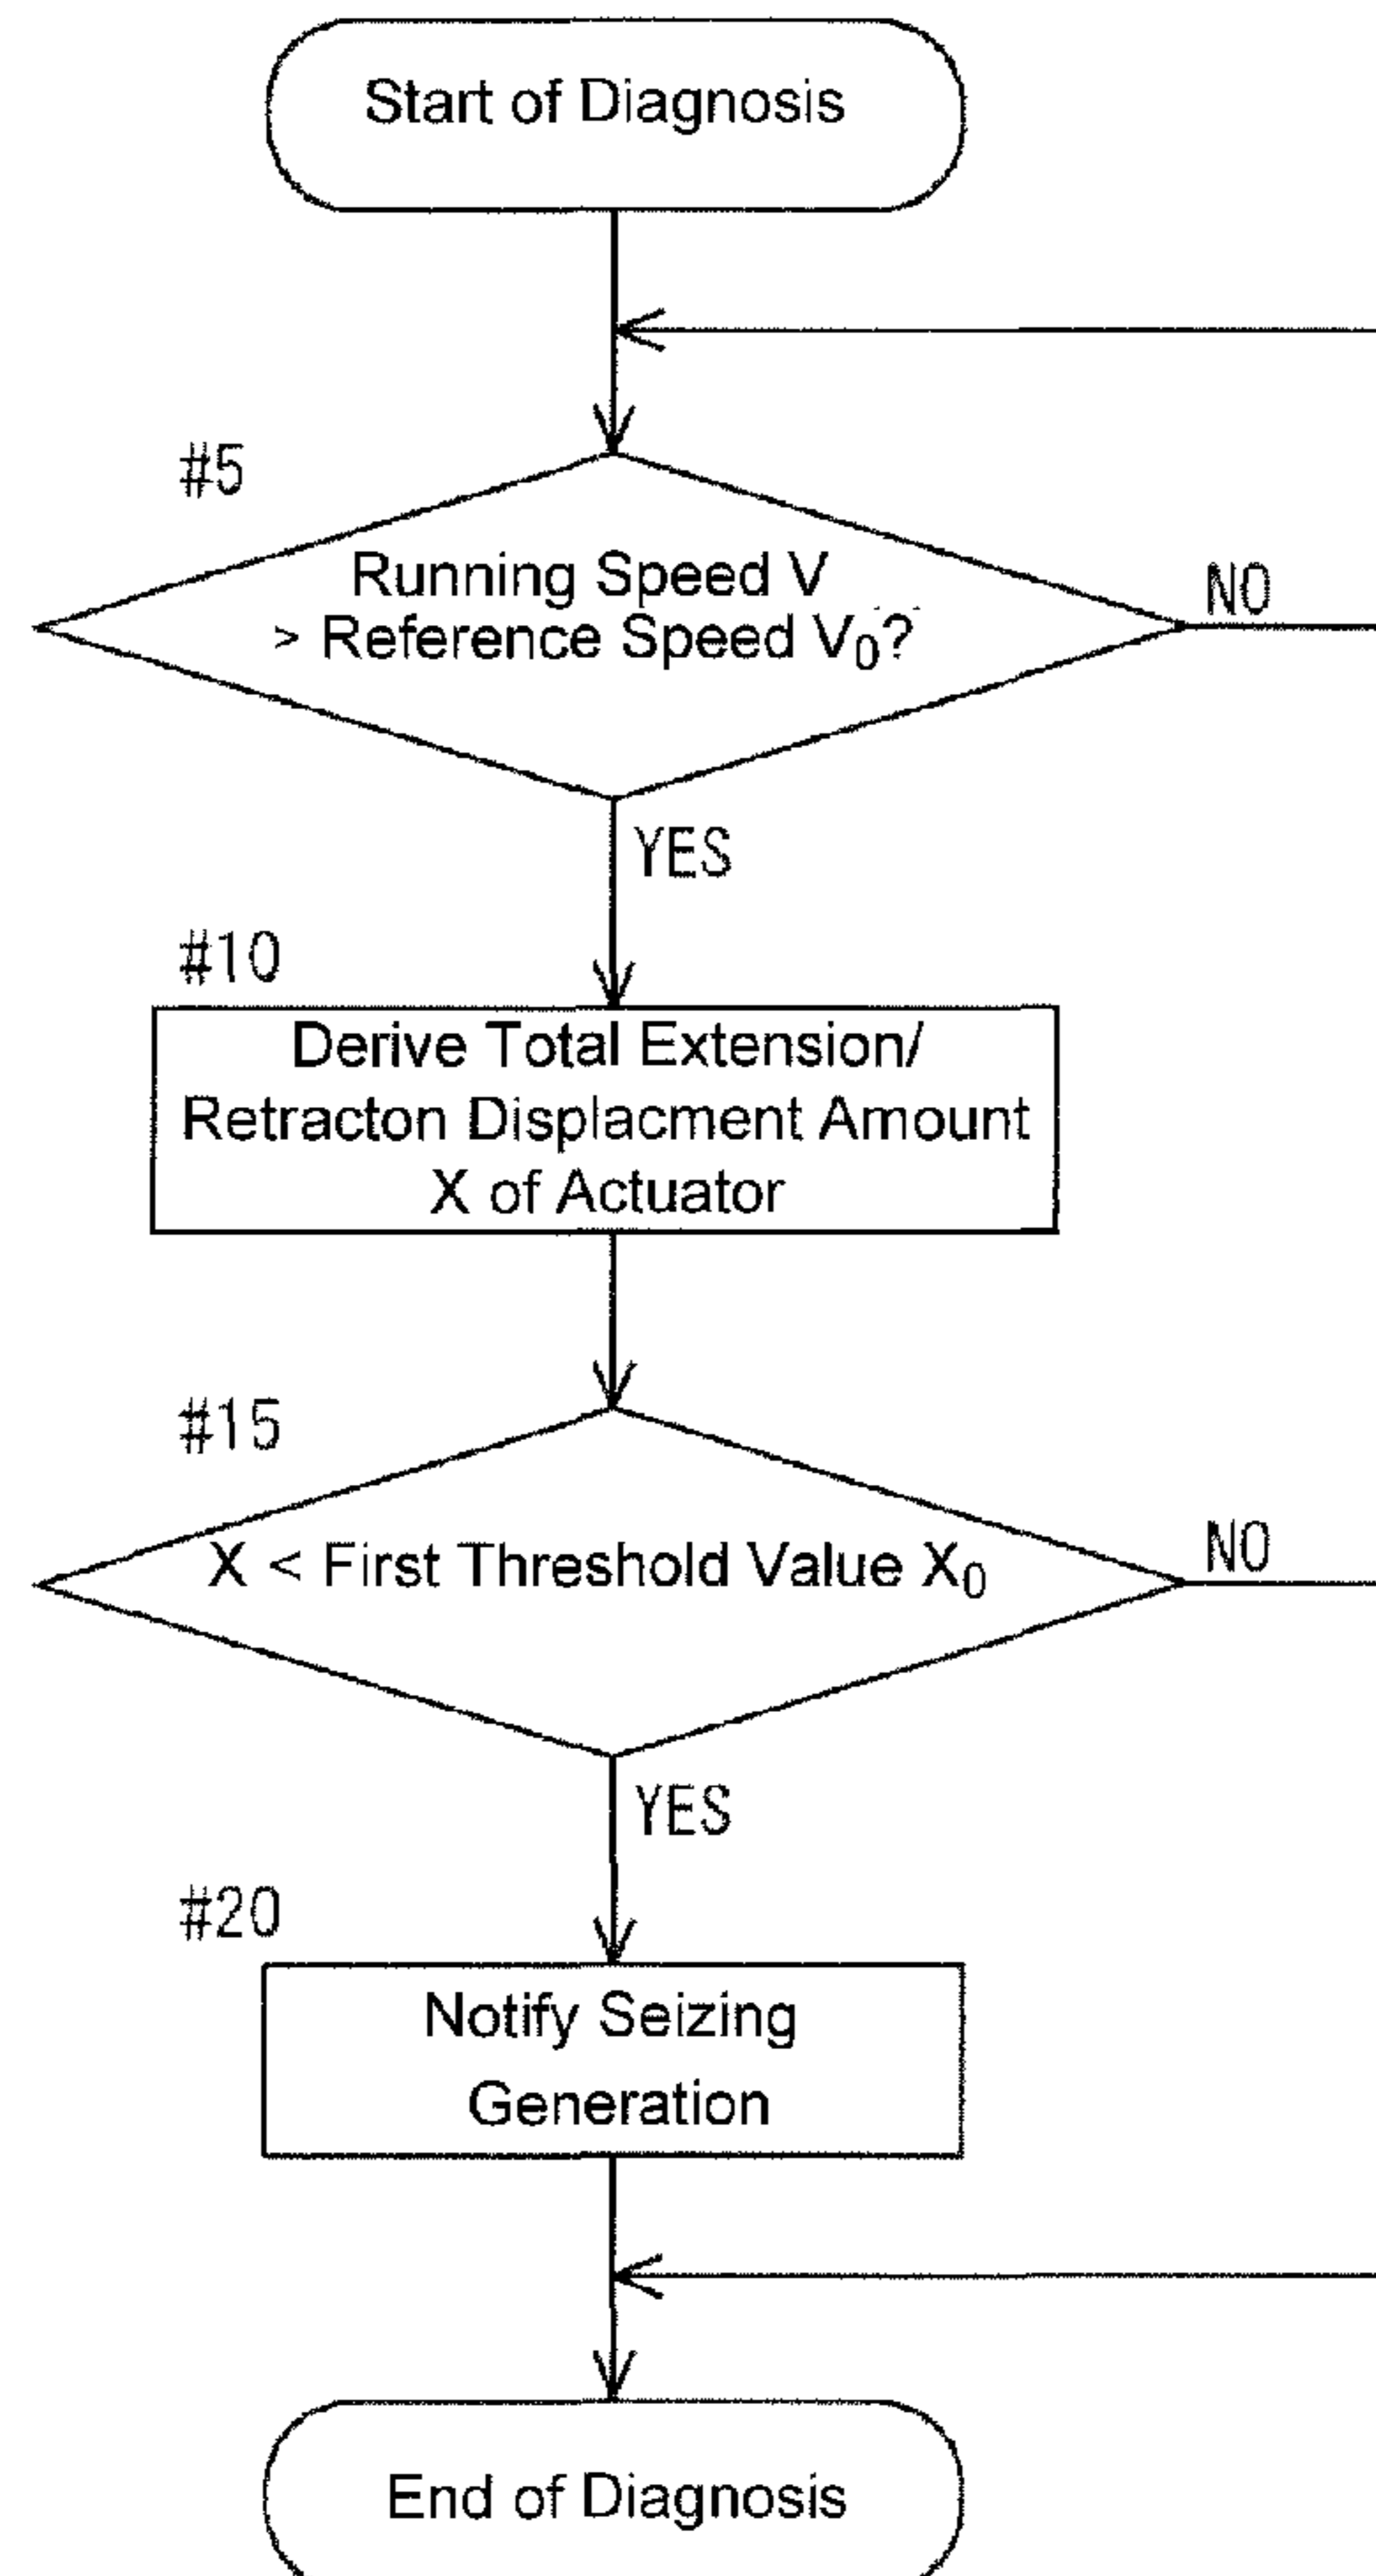 Start of Diagnosis
#5
Running Speed V
> Reference Speed V₀?
NO
YES
#10
Derive Total Extension/
Retracton Displacment Amount
X of Actuator
#15
X < First Threshold Value X₀
NO
YES
#20
Notify Seizing
Generation
End of Diagnosis